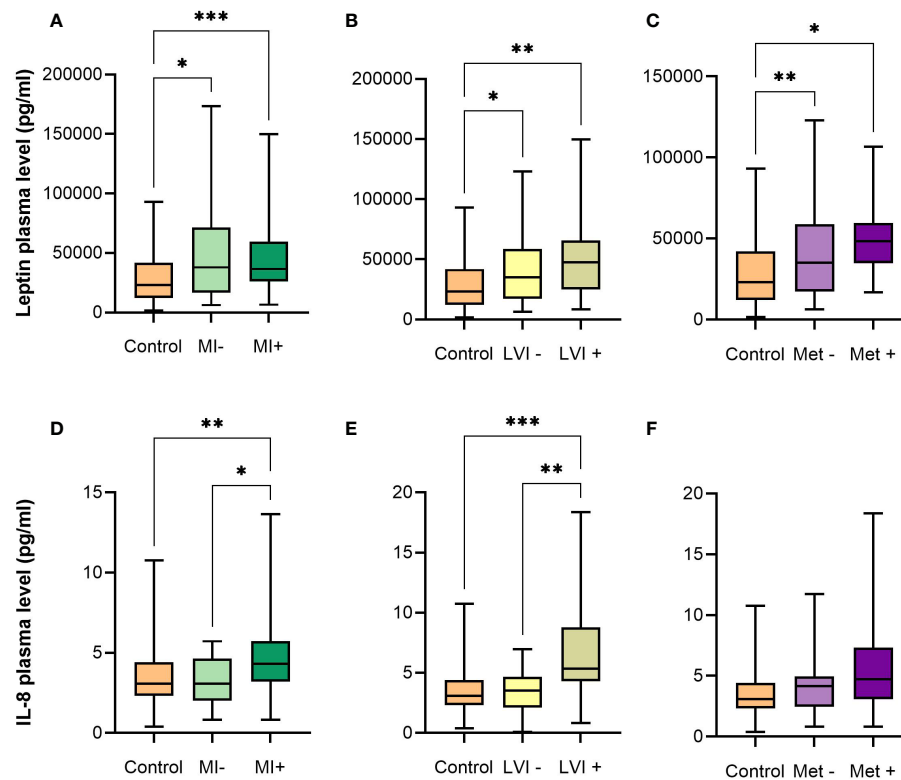 A
***
*
Leptin plasma level (pg/ml)
200000
150000
100000
50000
0
Control MI- MI+
B
**
*
200000
150000
100000
50000
0
Control LVI - LVI +
C
*
**
150000
100000
50000
0
Control Met - Met +
D
**
*
IL-8 plasma level (pg/ml)
15
10
5
0
Control MI- MI+
E
***
**
20
15
10
5
0
Control LVI - LVI +
F
20
15
10
5
0
Control Met - Met +